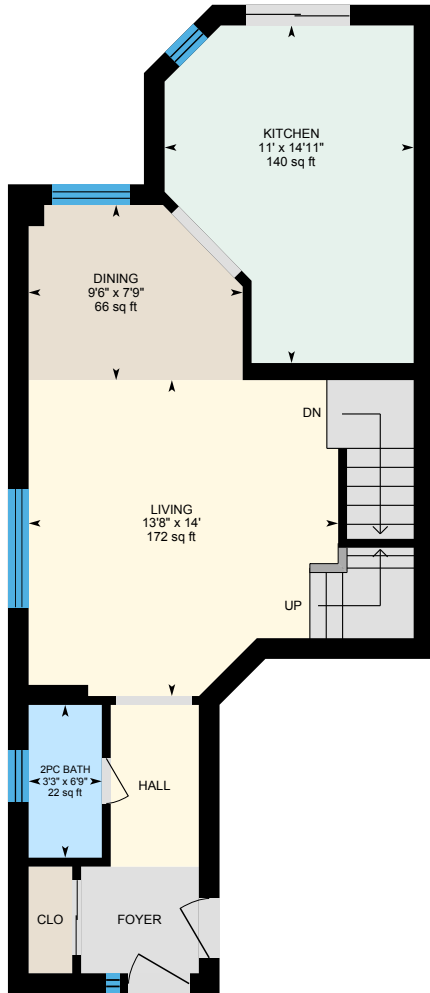 KITCHEN
11' x 14'11"
140 sq ft
DINING
9'6" x 7'9"
66 sq ft
DN
LIVING
13'8" x 14'
172 sq ft
UP
2PC BATH
3'3" x 6'9"
22 sq ft
HALL
CLO
FOYER